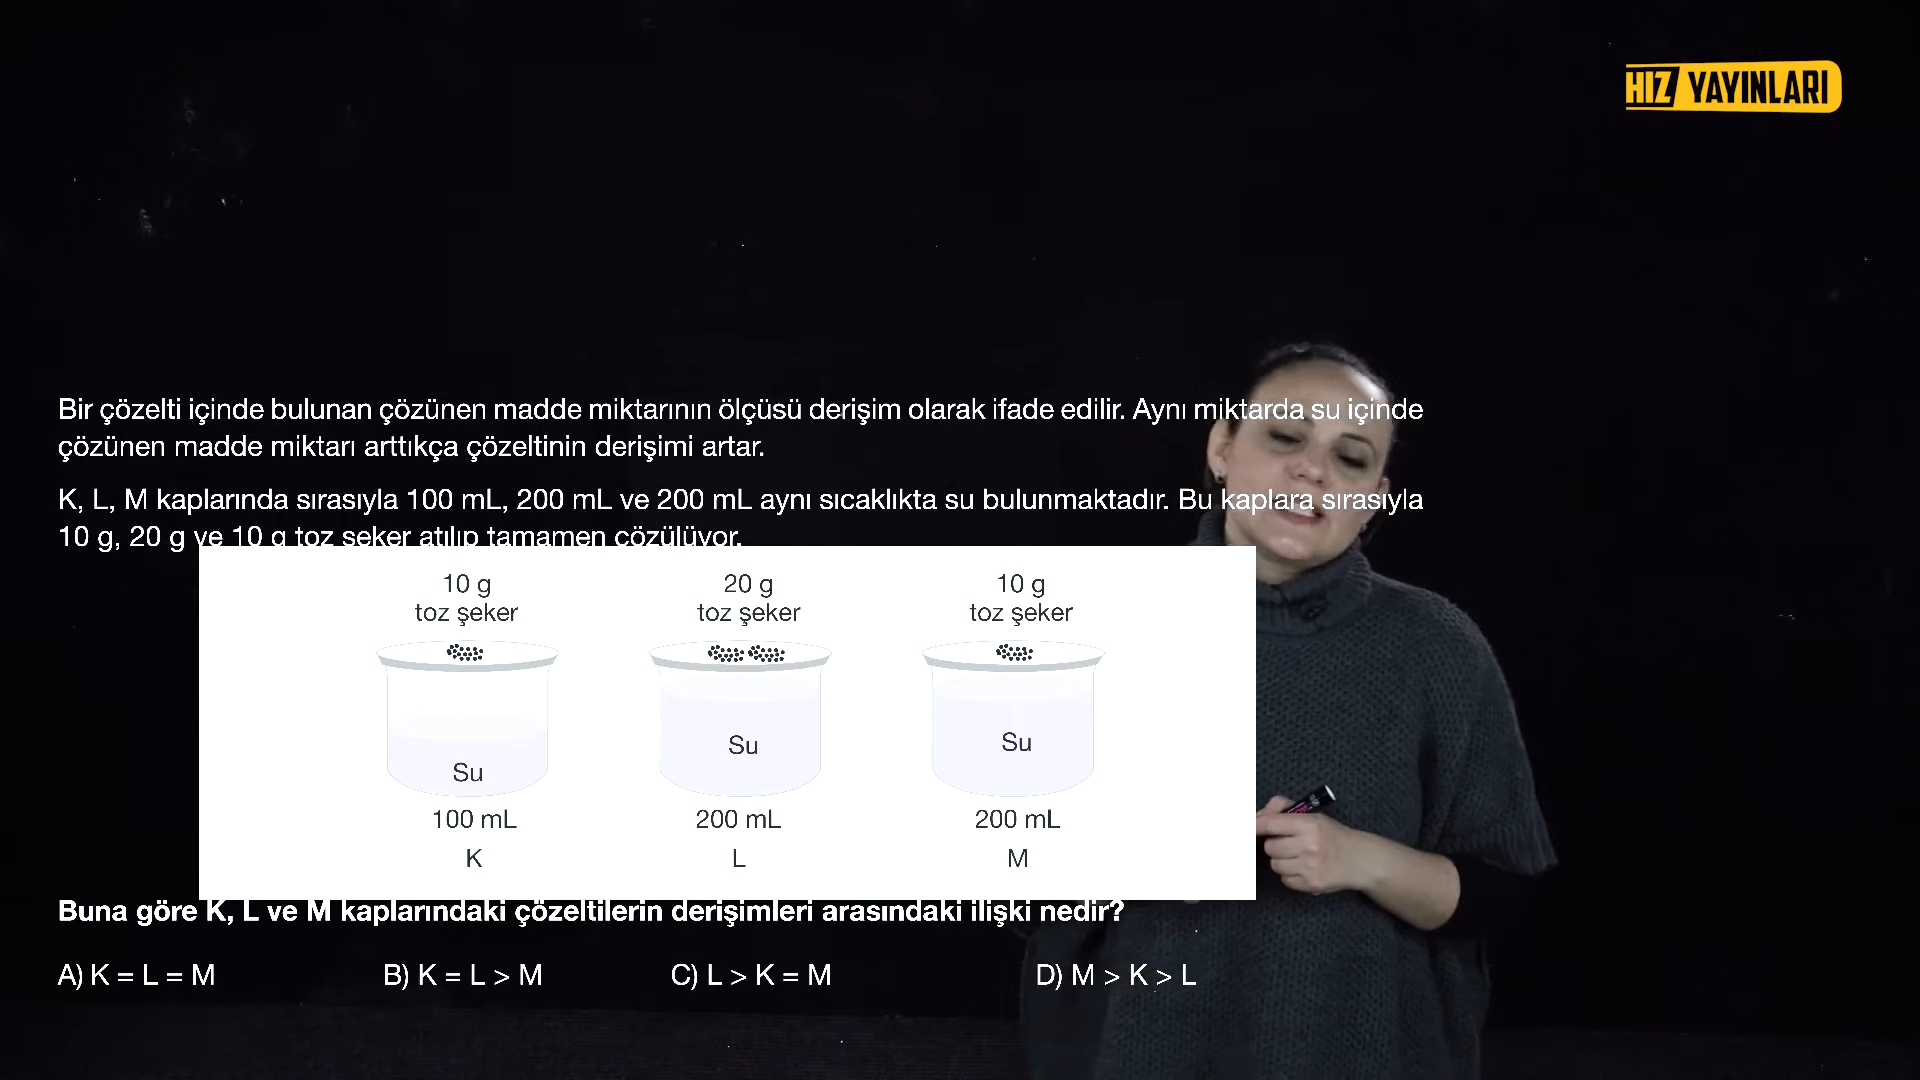 HIZ YAYINLARI
Bir çözelti içinde bulunan çözünen madde miktarının ölçüsü derişim olarak ifade edilir. Aynı miktarda su içinde
çözünen madde miktarı arttıkça çözeltinin derişimi artar.
K, L, M kaplarında sırasıyla 100 mL, 200 mL ve 200 mL aynı sıcaklıkta su bulunmaktadır. Bu kaplara sırasıyla
10 g, 20 g ve 10 g toz şeker atılıp tamamen çözülüyor.
10 g 20 g 10 g
toz şeker toz şeker toz şeker
Su Su Su
100 mL 200 mL 200 mL
K L M
Buna göre K, L ve M kaplarındaki çözeltilerin derişimleri arasındaki ilişki nedir?
A) K = L = M B) K = L > M C) L > K = M D) M > K > L